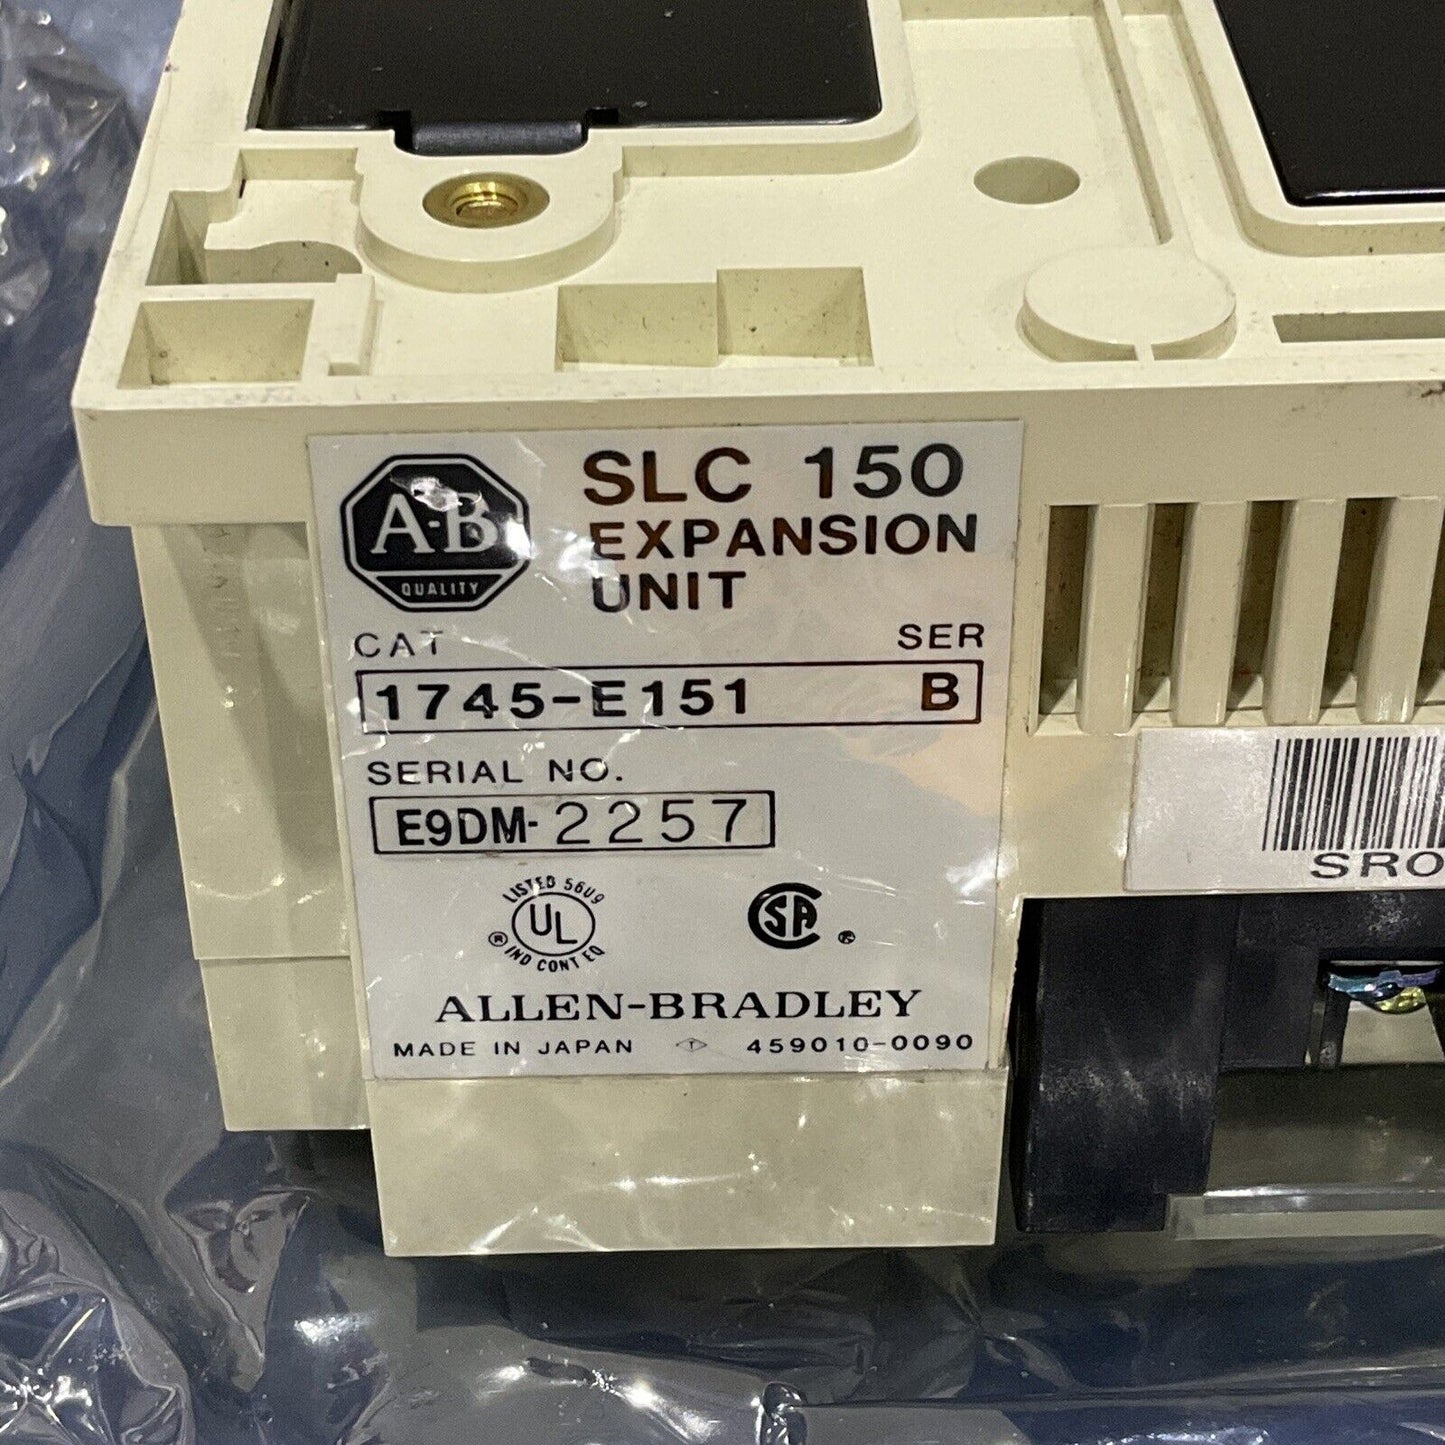 A-B
QUALITY
SLC 150
EXPANSION
UNIT
CAT SER
1745-E151 B
SERIAL NO.
E9DM-2257
LISTED 56U9
UL
®
IND CONT EQ
SA
®
ALLEN-BRADLEY
MADE IN JAPAN T 459010-0090
SRO